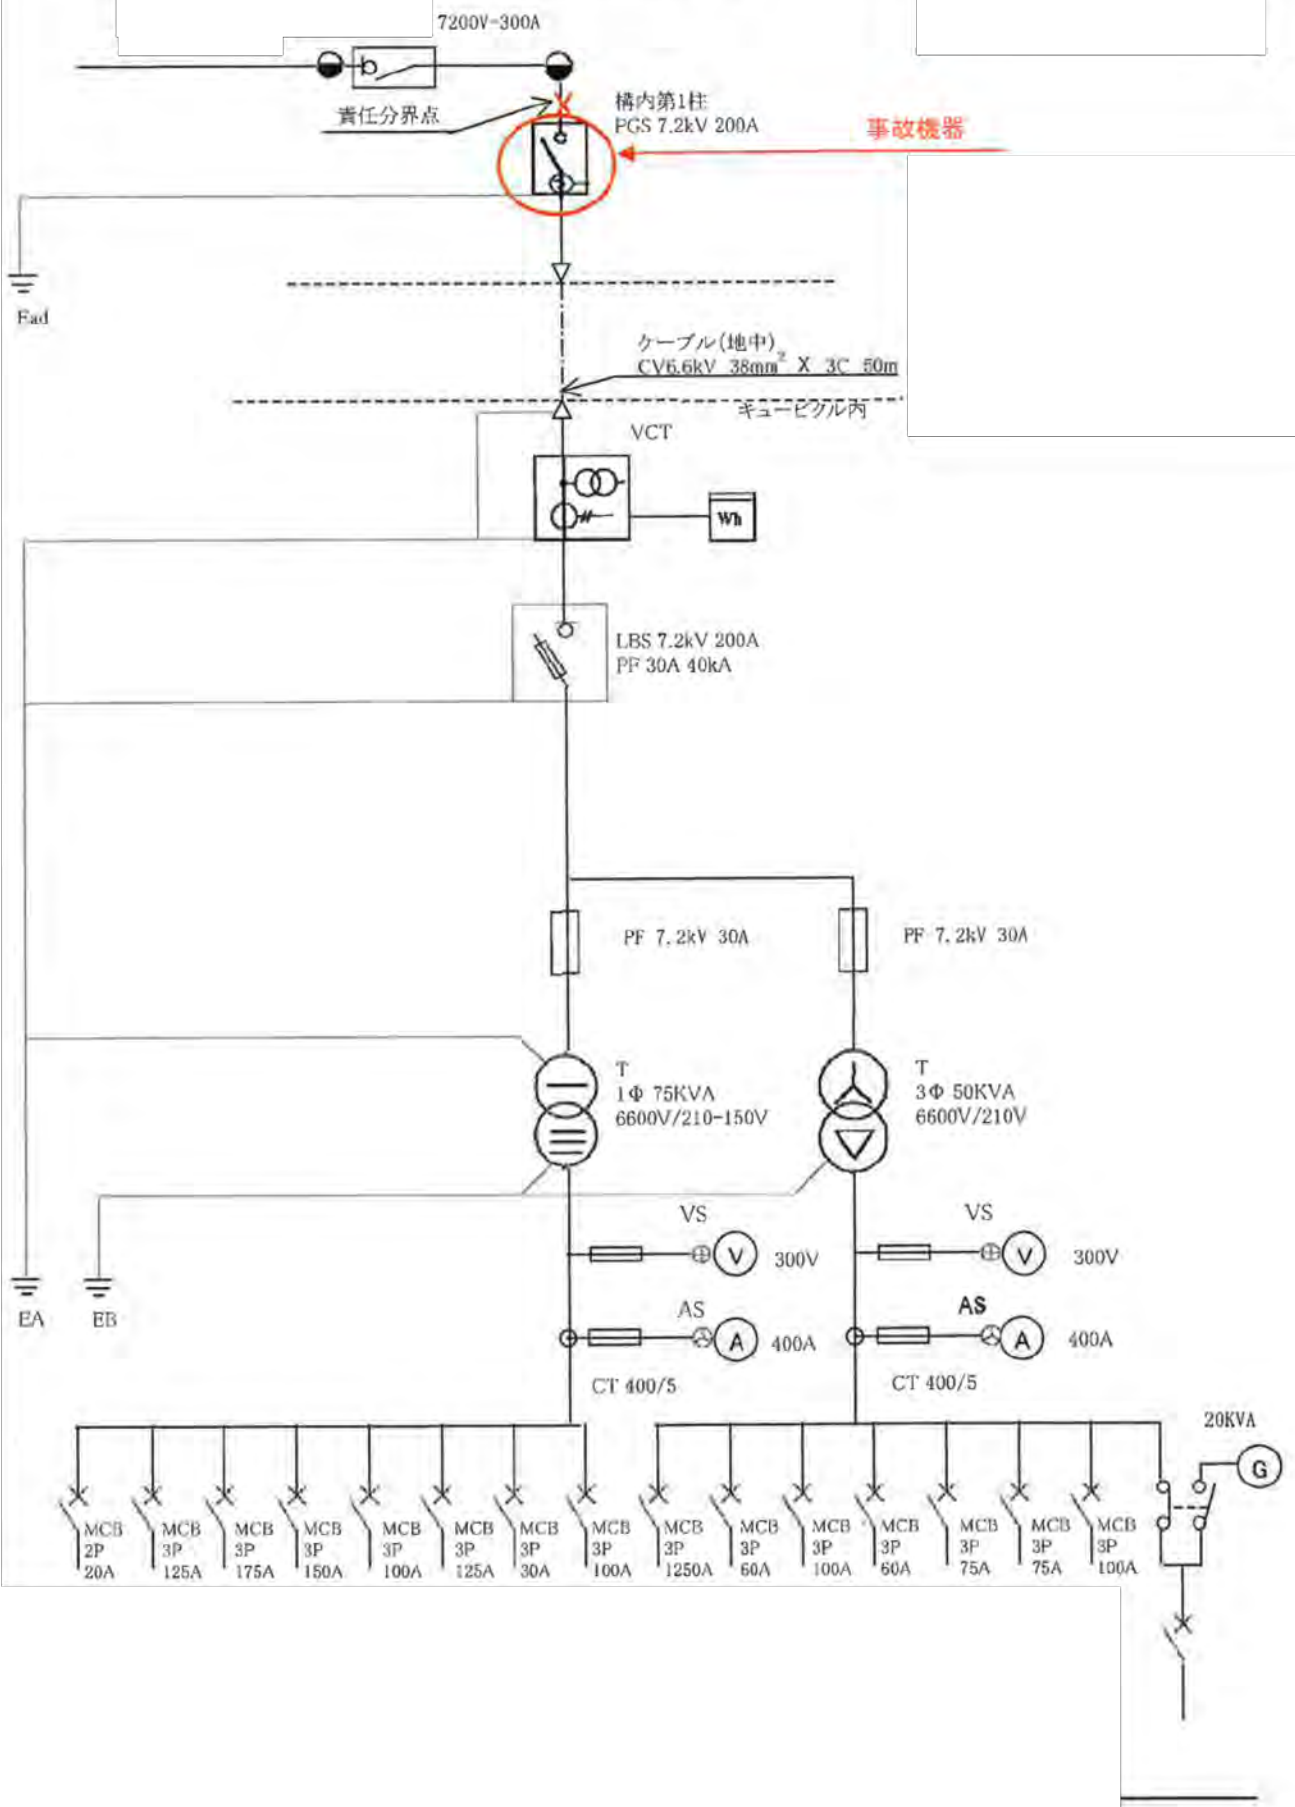 7200V-300A
b
責任分界点
構内第1柱
PGS 7.2kV 200A
事故機器
Ead
ケーブル(地中)
CV6.6kV 38mm² X 3C 50m
キュービクル内
VCT
Wh
LBS 7.2kV 200A
PF 30A 40kA
PF 7.2kV 30A
PF 7.2kV 30A
T
1Φ 75KVA
6600V/210-150V
T
3Φ 50KVA
6600V/210V
VS
V
300V
VS
V
300V
EA
EB
AS
A
400A
AS
A
400A
CT 400/5
CT 400/5
20KVA
G
MCB
2P
20A
MCB
3P
125A
MCB
3P
175A
MCB
3P
150A
MCB
3P
100A
MCB
3P
125A
MCB
3P
30A
MCB
3P
100A
MCB
3P
1250A
MCB
3P
60A
MCB
3P
100A
MCB
3P
60A
MCB
3P
75A
MCB
3P
75A
MCB
3P
100A